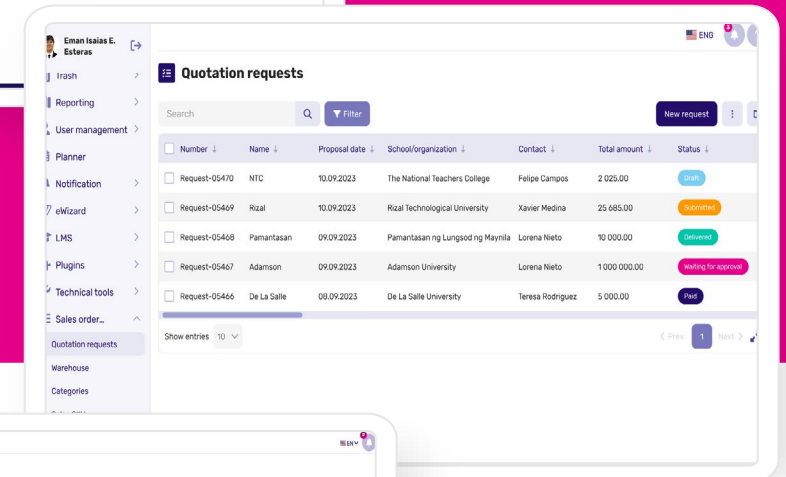 Eman Isaias E.
Esteras
ENG
Trash
Reporting
User management
Planner
Notification
eWizard
LMS
Plugins
Technical tools
Sales order...
Quotation requests
Warehouse
Categories
Quotation requests
Search
Filter
New request
Number ↓ Name ↓ Proposal date ↓ School/organization ↓ Contact ↓ Total amount ↓ Status ↓
Request-05470 NTC 10.09.2023 The National Teachers College Felipe Campos 2 025.00 Draft
Request-05469 Rizal 10.09.2023 Rizal Technological University Xavier Medina 25 685.00 Submitted
Request-05468 Pamantasan 09.09.2023 Pamantasan ng Lungsod ng Maynila Lorena Nieto 10 000.00 Delivered
Request-05467 Adamson 09.09.2023 Adamson University Lorena Nieto 1 000 000.00 Waiting for approval
Request-05466 De La Salle 08.09.2023 De La Salle University Teresa Rodriguez 5 000.00 Paid
Show entries 10
< Prev 1 Next >
EN